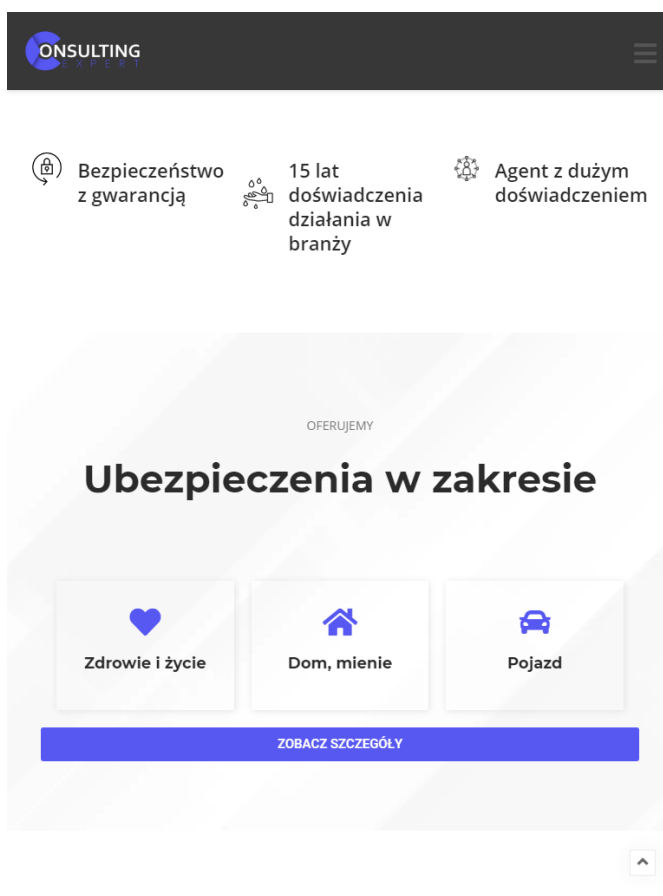 CONSULTING
EXPERT
Bezpieczeństwo
z gwarancją
15 lat
doświadczenia
działania w
branży
Agent z dużym
doświadczeniem
OFERUJEMY
Ubezpieczenia w zakresie
Zdrowie i życie
Dom, mienie
Pojazd
ZOBACZ SZCZEGÓŁY